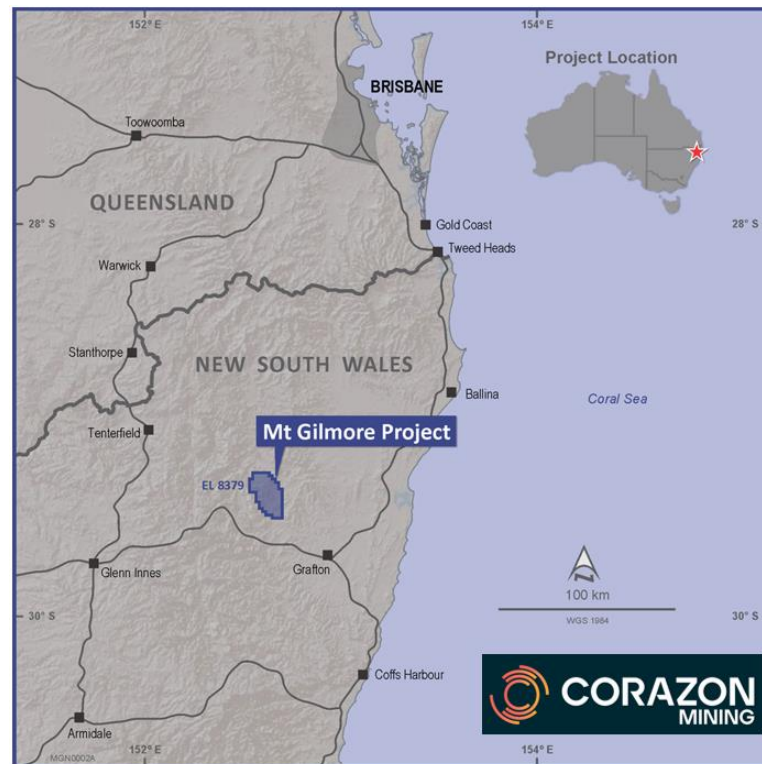 152° E
154° E
Project Location
BRISBANE
Toowoomba
QUEENSLAND
28° S
Gold Coast
28° S
Tweed Heads
Warwick
Stanthorpe
NEW SOUTH WALES
Ballina
Coral Sea
Tenterfield
Mt Gilmore Project
EL 8379
Glenn Innes
Grafton
N
100 km
WGS 1984
30° S
30° S
Coffs Harbour
CORAZON
MINING
Armidale
MGN0002A
152° E
154° E